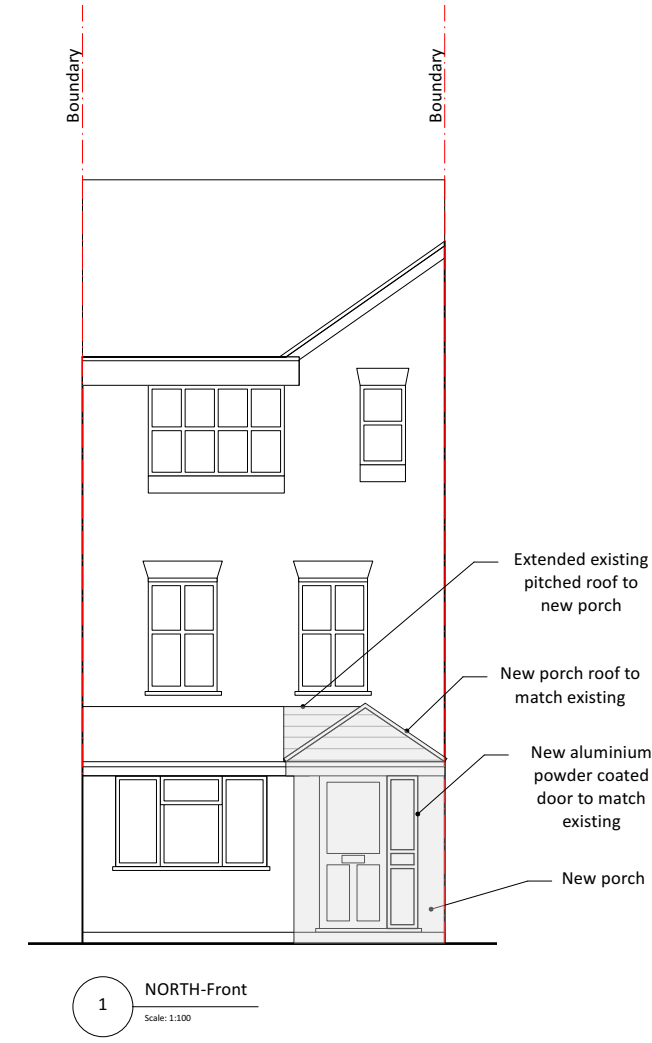 Boundary
Boundary
Extended existing
pitched roof to
new porch
New porch roof to
match existing
New aluminium
powder coated
door to match
existing
New porch
1
NORTH-Front
Scale: 1:100